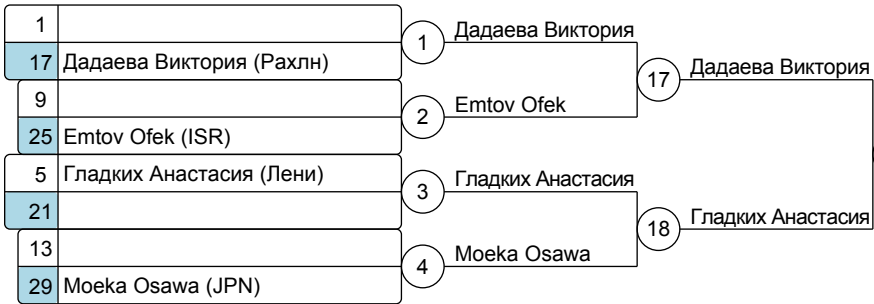 1
17 Дадаева Виктория (Рахлн)
9
25 Emtov Ofek (ISR)
5 Гладких Анастасия (Лени)
21
13
29 Moeka Osawa (JPN)
1 Дадаева Виктория
2 Emtov Ofek
3 Гладких Анастасия
4 Moeka Osawa
17 Дадаева Виктория
18 Гладких Анастасия